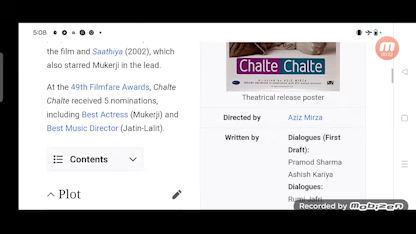 5:08
the film and Saathiya (2002), which
also starred Mukerji in the lead.
At the 49th Filmfare Awards, Chalte
Chalte received 5 nominations,
including Best Actress (Mukerji) and
Best Music Director (Jatin-Lalit).
Contents
Plot
Chalte Chalte
Theatrical release poster
Directed by
Aziz Mirza
Written by
Dialogues (First
Draft):
Pramod Sharma
Ashish Kariya
Dialogues:
Rumi Jafri
Recorded by Mobizen